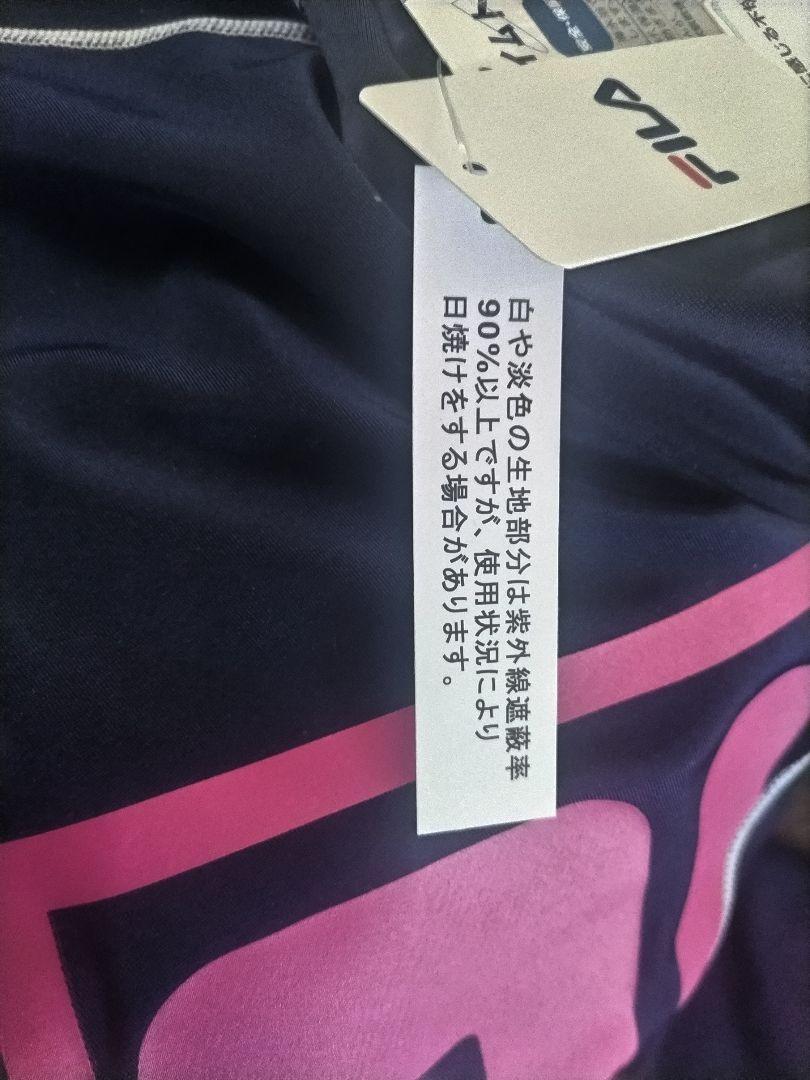 FILA
白や淡色の生地部分は紫外線遮蔽率
90%以上ですが、使用状況により
日焼けをする場合があります。